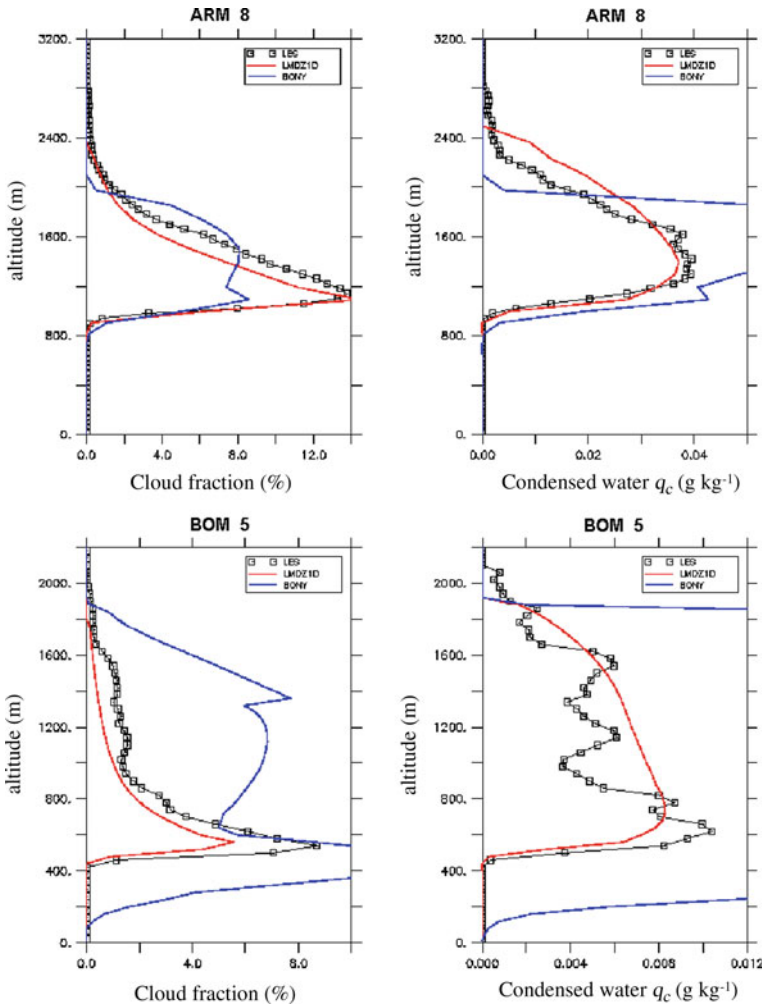 ARM 8
3200.
2400.
1600.
800.
0.
altitude (m)
LES
LMDZ1D
BONY
0.0 4.0 8.0 12.0
Cloud fraction (%)
ARM 8
3200.
2400.
1600.
800.
0.
altitude (m)
LES
LMDZ1D
BONY
0.00 0.02 0.04
Condensed water qc (g kg-1)
BOM 5
2000.
1600.
1200.
800.
400.
0.
altitude (m)
LES
LMDZ1D
BONY
0.0 4.0 8.0
Cloud fraction (%)
BOM 5
2000.
1600.
1200.
800.
400.
0.
altitude (m)
LES
LMDZ1D
BONY
0.000 0.004 0.008 0.012
Condensed water qc (g kg-1)